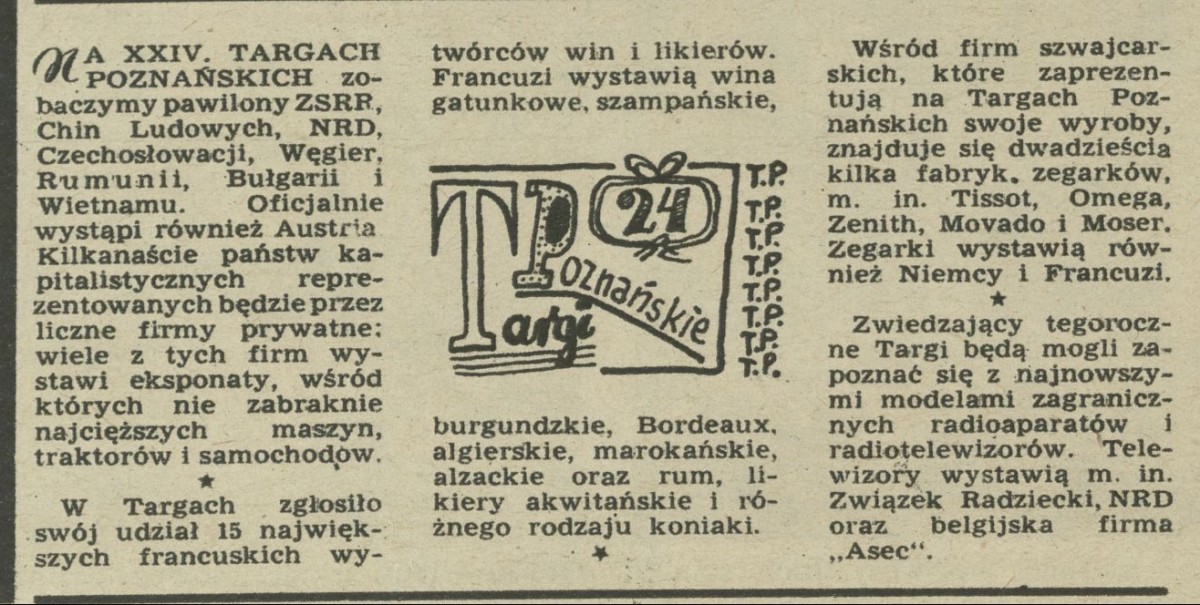 NA XXIV. TARGACH
POZNAŃSKICH zo-
baczymy pawilony ZSRR,
Chin Ludowych, NRD,
Czechosłowacji, Węgier,
Rumunii, Bułgarii i
Wietnamu. Oficjalnie
wystąpi również Austria
Kilkanaście państw ka-
pitalistycznych repre-
zentowanych będzie przez
liczne firmy prywatne:
wiele z tych firm wy-
stawi eksponaty, wśród
których nie zabraknie
najcięższych maszyn,
traktorów i samochodów.
★
W Targach zgłosiło
swój udział 15 najwięk-
szych francuskich wy-
twórców win i likierów.
Francuzi wystawią wina
gatunkowe, szampańskie,
TP 24
oznańskie
argi
T.P.
T.P.
T.P.
T.P.
T.P.
T.P.
T.P.
T.P.
burgundzkie, Bordeaux,
algierskie, marokańskie,
alzackie oraz rum, li-
kiery akwitańskie i ró-
żnego rodzaju koniaki.
★
Wśród firm szwajcar-
skich, które zaprezen-
tują na Targach Poz-
nańskich swoje wyroby,
znajduje się dwadzieścia
kilka fabryk. zegarków,
m. in. Tissot, Omega,
Zenith, Movado i Moser.
Zegarki wystawią rów-
nież Niemcy i Francuzi.
★
Zwiedzający tegorocz-
ne Targi będą mogli za-
poznać się z najnowszy-
mi modelami zagranicz-
nych radioaparatów i
radiotelewizorów. Tele-
wizory wystawią m. in.
Związek Radziecki, NRD
oraz belgijska firma
„Asec“.